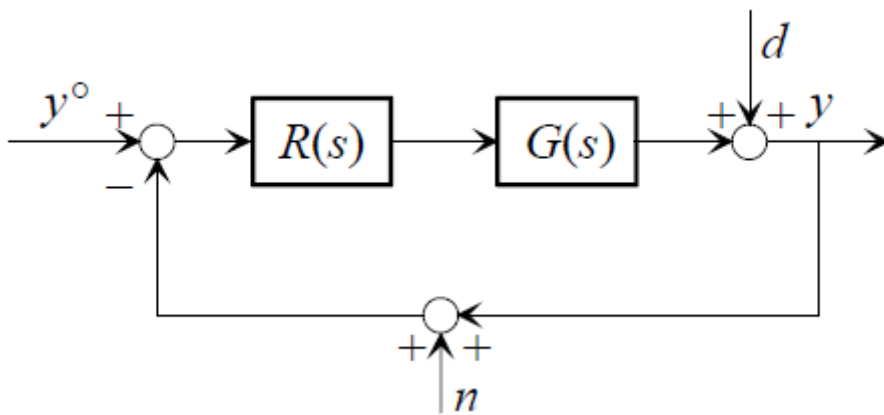 d
y° + + + y
R(s) G(s)
−
+ +
n